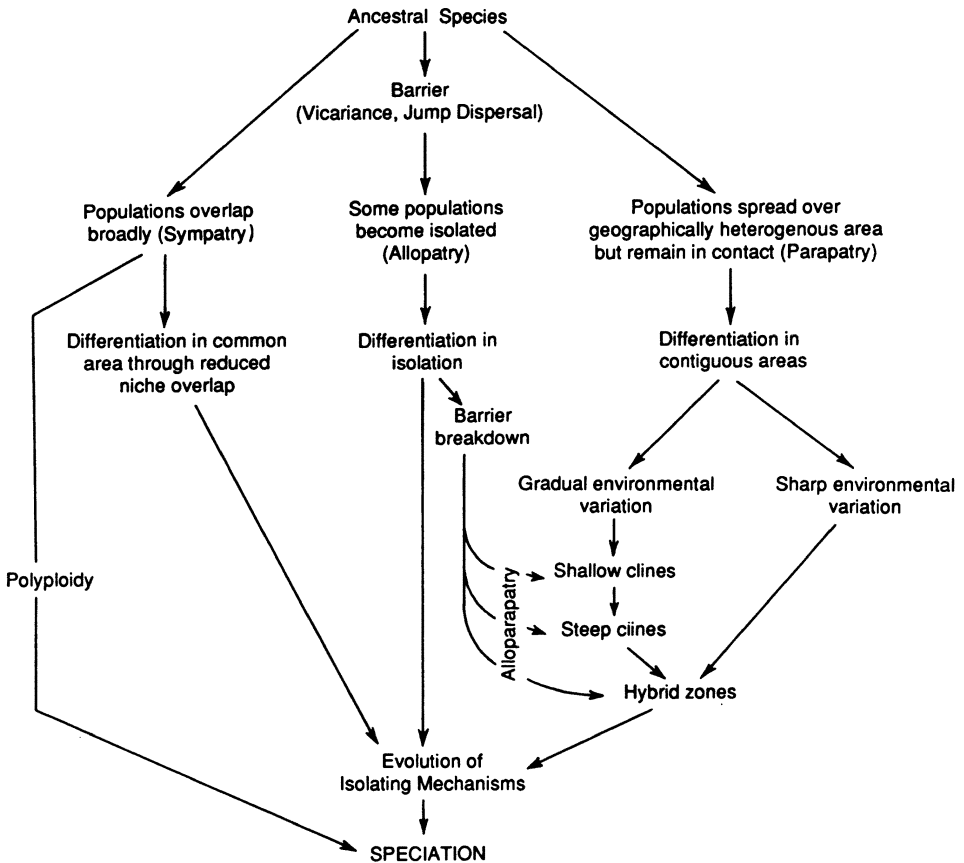 Ancestral Species
Barrier
(Vicariance, Jump Dispersal)
Populations overlap
broadly (Sympatry)
Some populations
become isolated
(Allopatry)
Populations spread over
geographically heterogenous area
but remain in contact (Parapatry)
Differentiation in common
area through reduced
niche overlap
Differentiation in
isolation
Differentiation in
contiguous areas
Barrier
breakdown
Gradual environmental
variation
Sharp environmental
variation
Polyploidy
Alloparapatry
Shallow clines
Steep clines
Hybrid zones
Evolution of
Isolating Mechanisms
SPECIATION